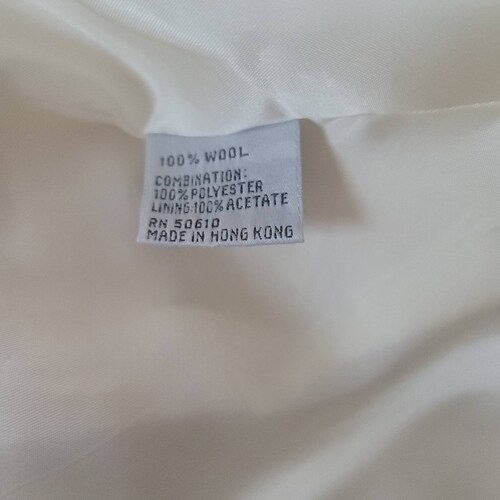 100% WOOL
COMBINATION:
100% POLYESTER
LINING:100% ACETATE
RN 50610
MADE IN HONG KONG